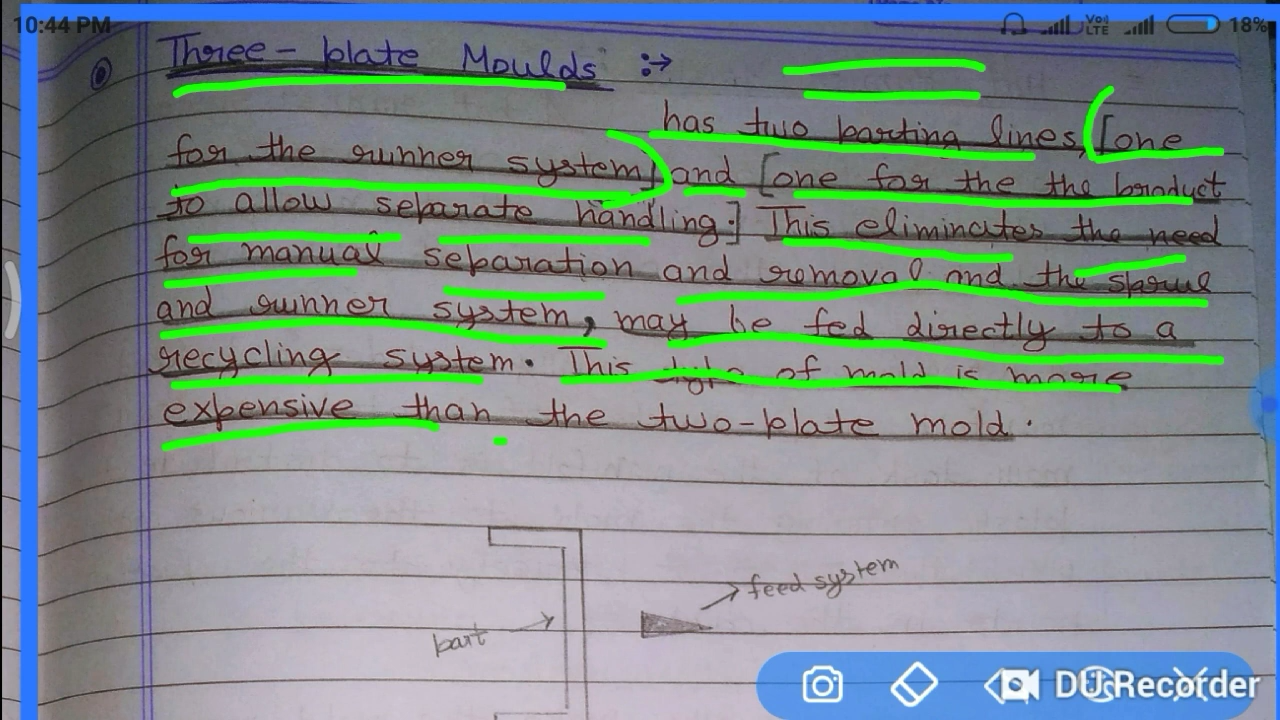 10:44 PM
Vo) LTE
18%
Three-plate Moulds :→
has two parting lines, [one
for the runner system] and [one for the the product
to allow separate handling.] This eliminates the need
for manual separation and removal and the sprue
and runner system, may be fed directly to a
recycling system. This type of mold is more
expensive than the two-plate mold.
feed system
part
DU Recorder